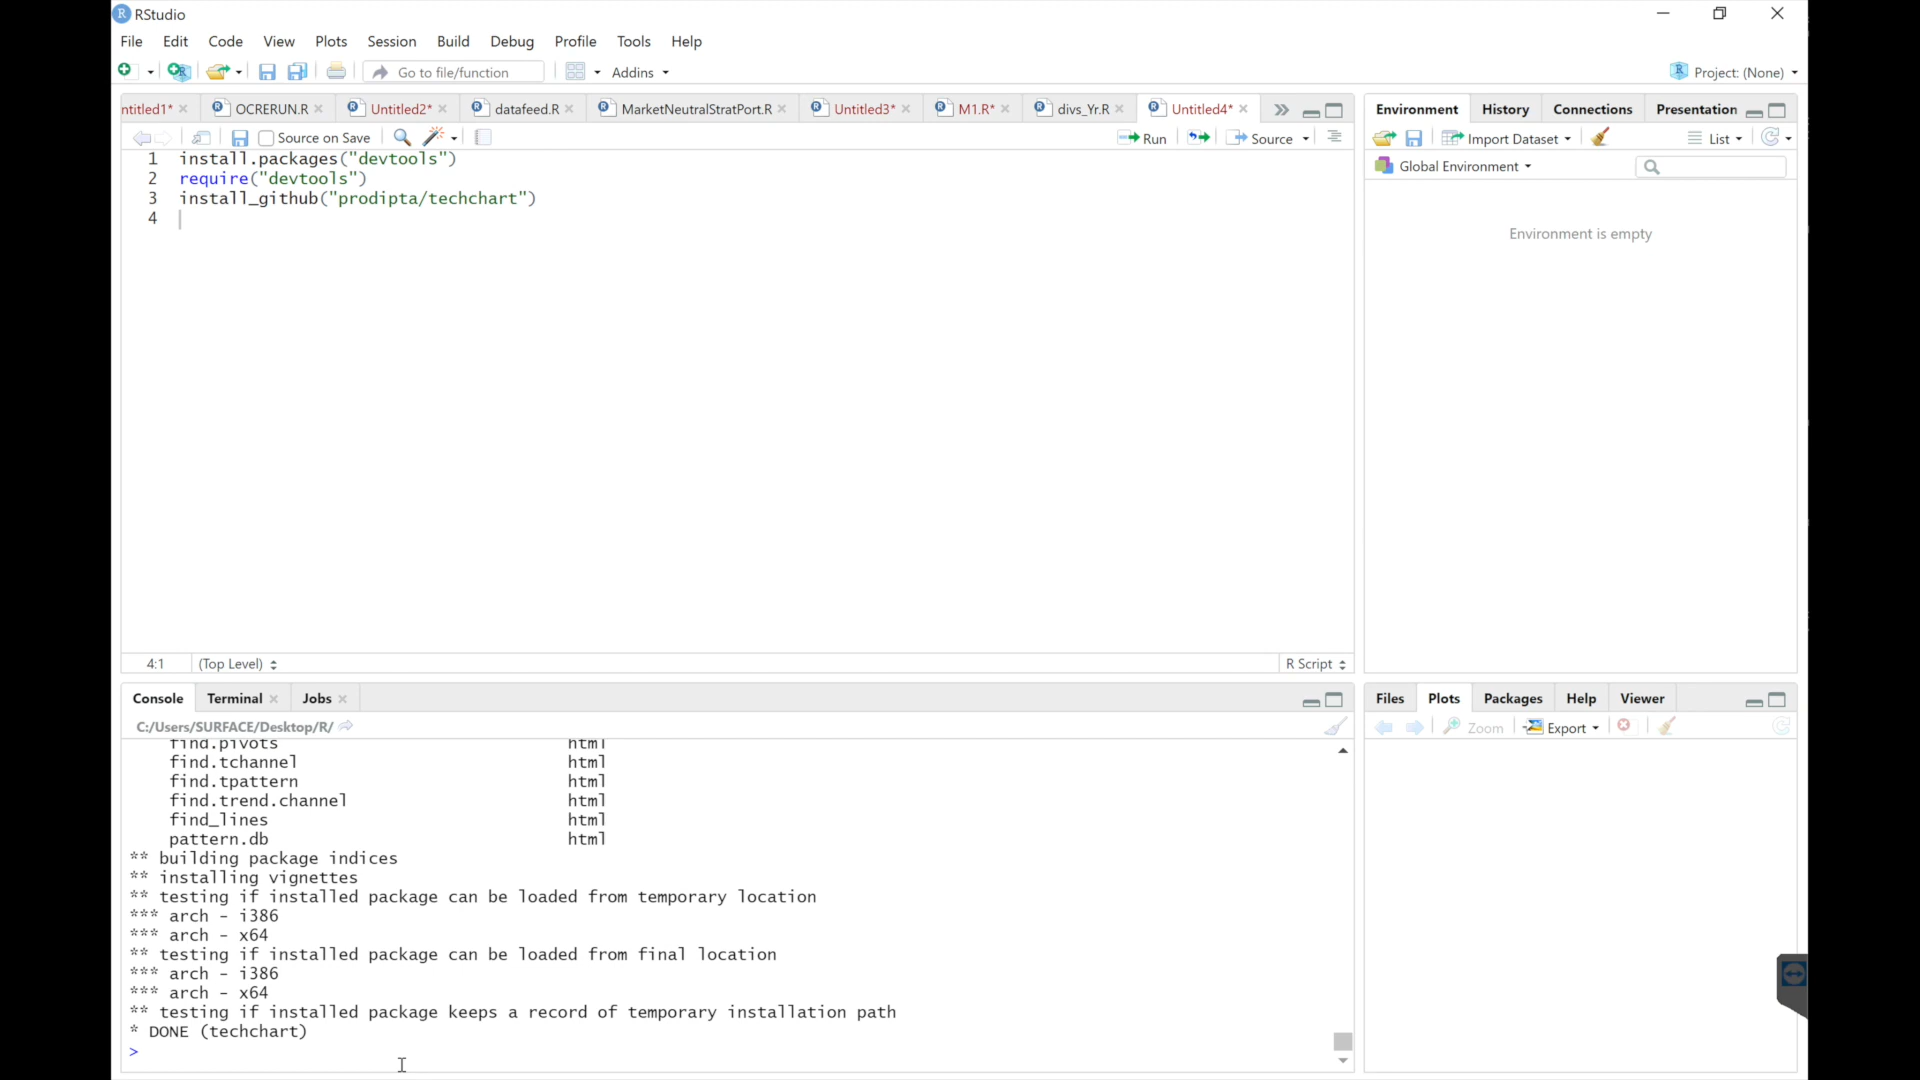 RStudio
File Edit Code View Plots Session Build Debug Profile Tools Help
Go to file/function Addins Project: (None)
ntitled1* OCRERUN.R Untitled2* datafeed.R MarketNeutralStratPort.R Untitled3* M1.R* divs_Yr.R Untitled4*
Source on Save Run Source
1 install.packages("devtools")
2 require("devtools")
3 install_github("prodipta/techchart")
4
4:1 (Top Level) R Script
Environment History Connections Presentation
Import Dataset List
Global Environment
Environment is empty
Console Terminal Jobs
C:/Users/SURFACE/Desktop/R/
find.pivots html
find.tchannel html
find.tpattern html
find.trend.channel html
find_lines html
pattern.db html
** building package indices
** installing vignettes
** testing if installed package can be loaded from temporary location
*** arch - i386
*** arch - x64
** testing if installed package can be loaded from final location
*** arch - i386
*** arch - x64
** testing if installed package keeps a record of temporary installation path
* DONE (techchart)
>
Files Plots Packages Help Viewer
Zoom Export